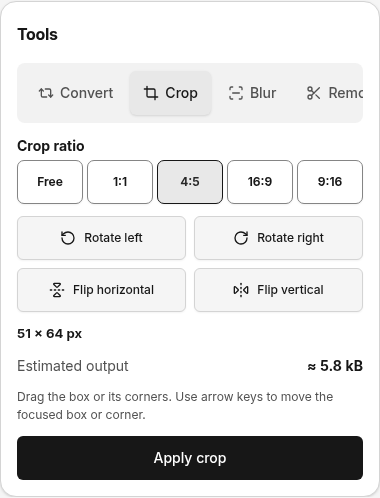 Tools
Convert Crop Blur Remo
Crop ratio
Free 1:1 4:5 16:9 9:16
Rotate left Rotate right
Flip horizontal Flip vertical
51 × 64 px
Estimated output ≈ 5.8 kB
Drag the box or its corners. Use arrow keys to move the
focused box or corner.
Apply crop